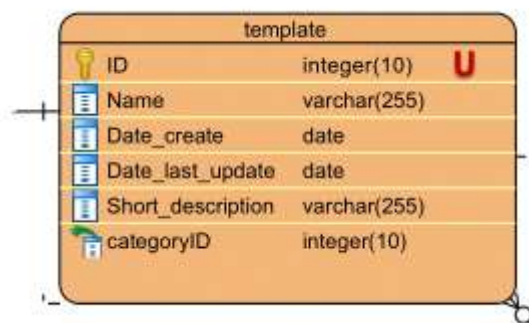 template
ID integer(10) U
Name varchar(255)
Date_create date
Date_last_update date
Short_description varchar(255)
categoryID integer(10)